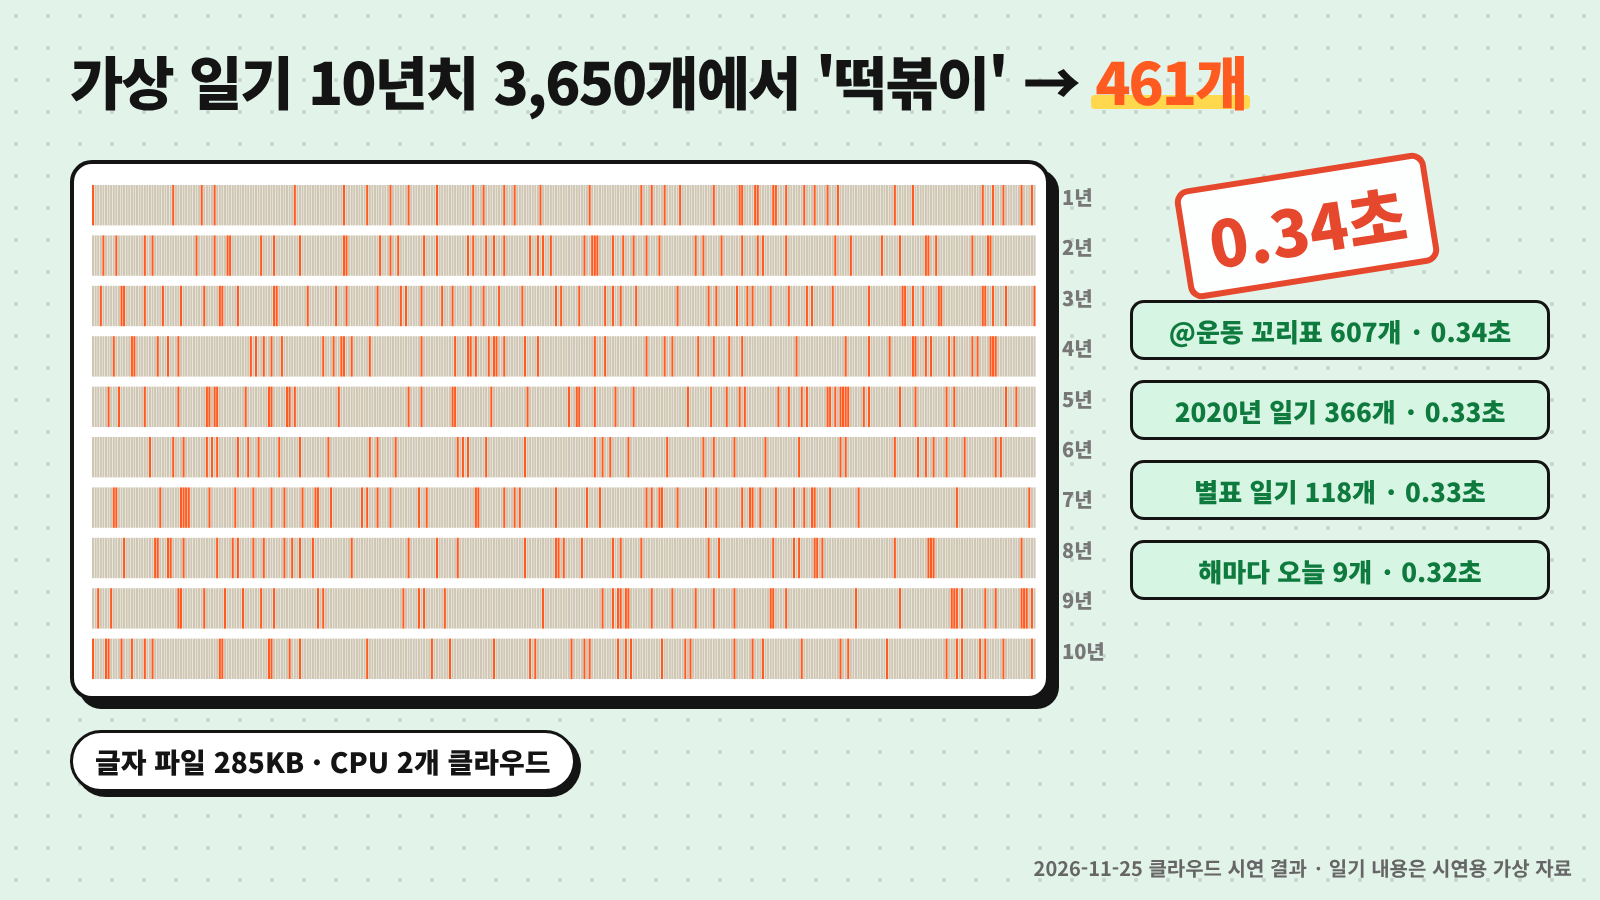 가상 일기 10년치 3,650개에서 '떡볶이' → 461개
1년
2년
3년
4년
5년
6년
7년
8년
9년
10년
0.34초
@운동 꼬리표 607개 · 0.34초
2020년 일기 366개 · 0.33초
별표 일기 118개 · 0.33초
해마다 오늘 9개 · 0.32초
글자 파일 285KB · CPU 2개 클라우드
2026-11-25 클라우드 시연 결과 · 일기 내용은 시연용 가상 자료